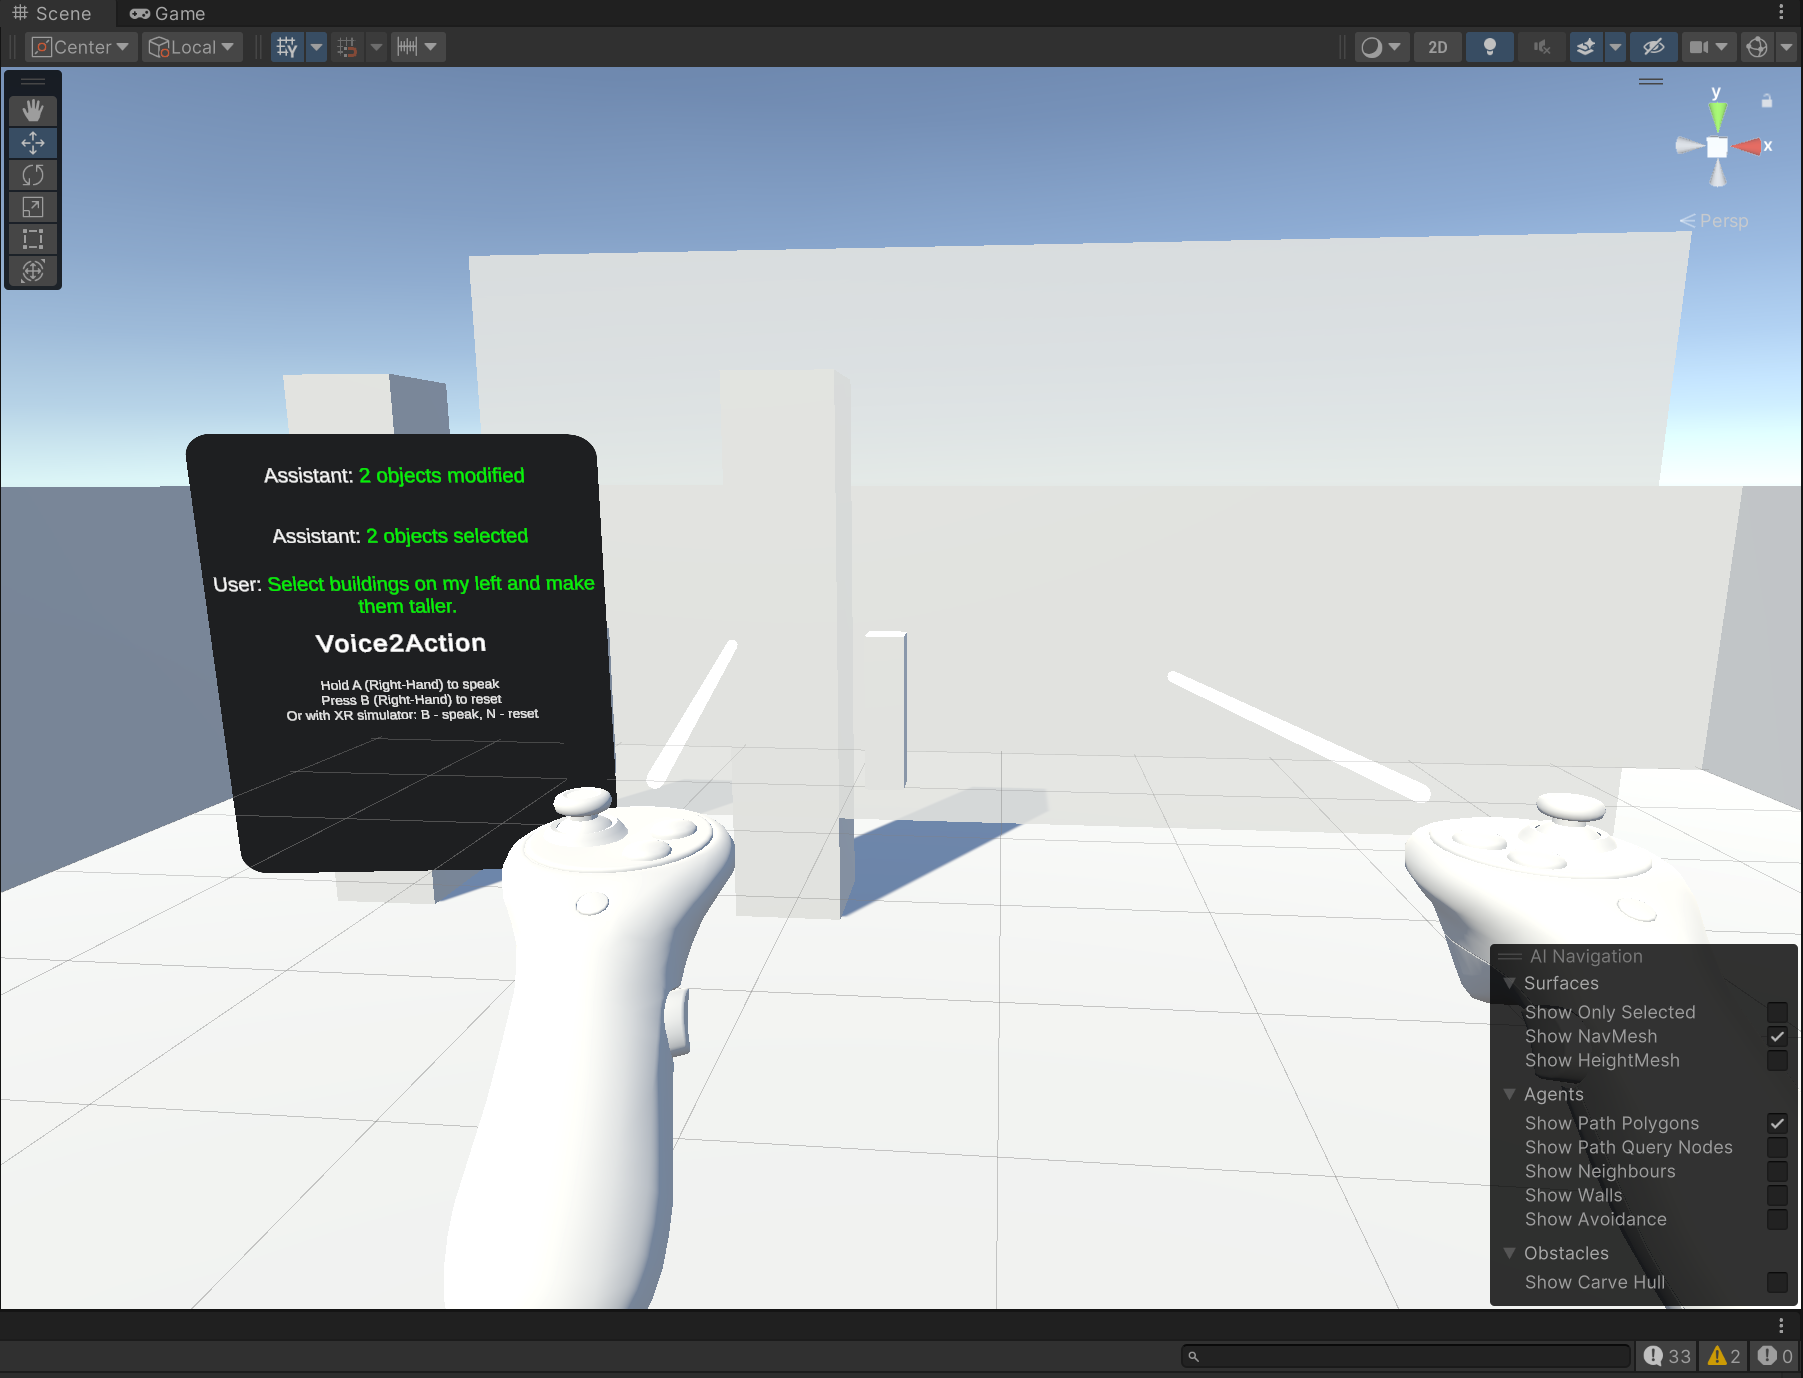 Scene
Game
Center
Local
2D
y
x
Persp
Assistant: 2 objects modified
Assistant: 2 objects selected
User: Select buildings on my left and make
them taller.
Voice2Action
Hold A (Right-Hand) to speak
Press B (Right-Hand) to reset
Or with XR simulator: B - speak, N - reset
AI Navigation
Surfaces
Show Only Selected
Show NavMesh
Show HeightMesh
Agents
Show Path Polygons
Show Path Query Nodes
Show Neighbours
Show Walls
Show Avoidance
Obstacles
Show Carve Hull
33
2
0